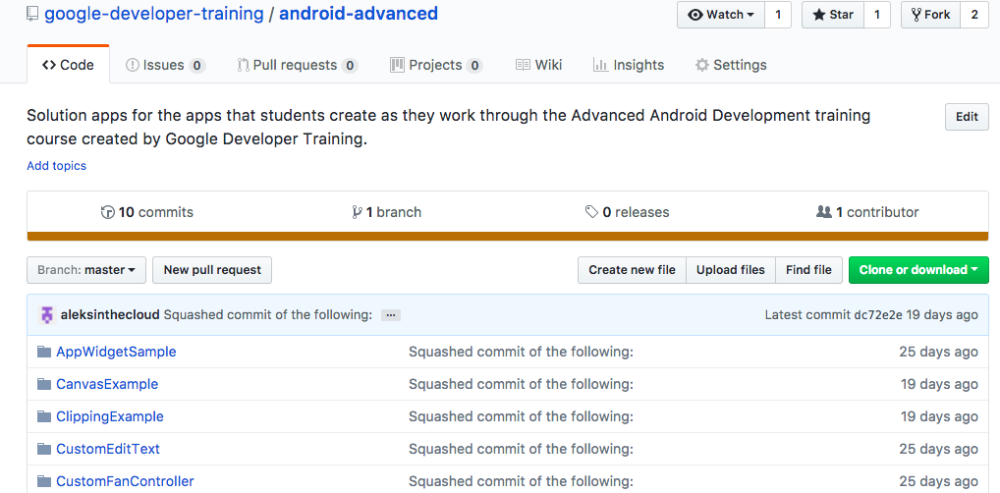 google-developer-training / android-advanced
Watch 1 Star 1 Fork 2
Code Issues 0 Pull requests 0 Projects 0 Wiki Insights Settings
Solution apps for the apps that students create as they work through the Advanced Android Development training
course created by Google Developer Training.
Edit
Add topics
10 commits 1 branch 0 releases 1 contributor
Branch: master New pull request Create new file Upload files Find file Clone or download
aleksinthecloud Squashed commit of the following: ... Latest commit dc72e2e 19 days ago
AppWidgetSample Squashed commit of the following: 25 days ago
CanvasExample Squashed commit of the following: 19 days ago
ClippingExample Squashed commit of the following: 19 days ago
CustomEditText Squashed commit of the following: 25 days ago
CustomFanController Squashed commit of the following: 25 days ago